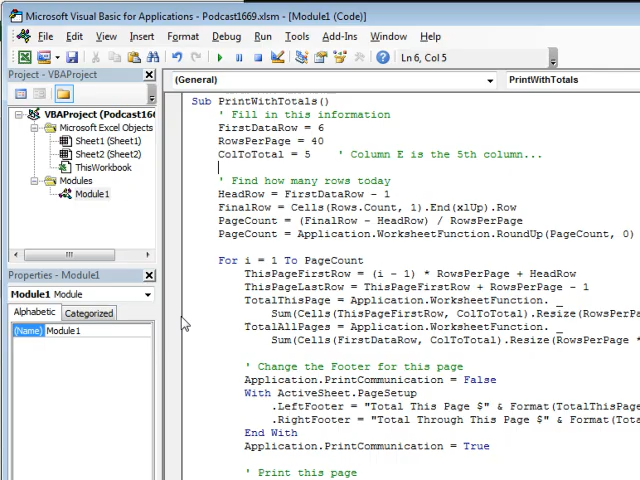 Microsoft Visual Basic for Applications - Podcast1669.xlsm - [Module1 (Code)]
File Edit View Insert Format Debug Run Tools Add-Ins Window Help
Ln 6, Col 5
Project - VBAProject
(General)
PrintWithTotals
VBAProject (Podcast166
Microsoft Excel Objects
Sheet1 (Sheet1)
Sheet2 (Sheet2)
ThisWorkbook
Modules
Module1
Properties - Module1
Module1 Module
Alphabetic Categorized
(Name) Module1
Sub PrintWithTotals()
' Fill in this information
FirstDataRow = 6
RowsPerPage = 40
ColToTotal = 5 ' Column E is the 5th column...
' Find how many rows today
HeadRow = FirstDataRow - 1
FinalRow = Cells(Rows.Count, 1).End(xlUp).Row
PageCount = (FinalRow - HeadRow) / RowsPerPage
PageCount = Application.WorksheetFunction.RoundUp(PageCount, 0)
For i = 1 To PageCount
ThisPageFirstRow = (i - 1) * RowsPerPage + HeadRow
ThisPageLastRow = ThisPageFirstRow + RowsPerPage - 1
TotalThisPage = Application.WorksheetFunction. _
Sum(Cells(ThisPageFirstRow, ColToTotal).Resize(RowsPerPa
TotalAllPages = Application.WorksheetFunction. _
Sum(Cells(FirstDataRow, ColToTotal).Resize(RowsPerPage *
' Change the Footer for this page
Application.PrintCommunication = False
With ActiveSheet.PageSetup
.LeftFooter = "Total This Page $" & Format(TotalThisPage
.RightFooter = "Total Through This Page $" & Format(Tota
End With
Application.PrintCommunication = True
' Print this page